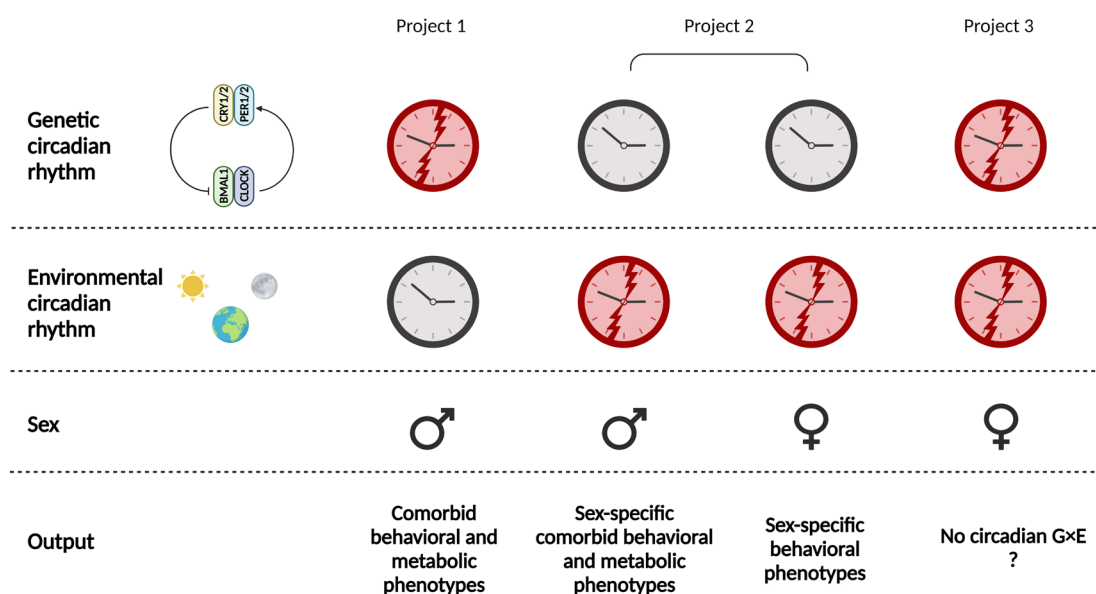 Project 1
Project 2
Project 3
Genetic
circadian
rhythm
CRY1/2
PER1/2
BMAL1
CLOCK
Environmental
circadian
rhythm
Sex
Output
Comorbid
behavioral and
metabolic
phenotypes
Sex-specific
comorbid behavioral
and metabolic
phenotypes
Sex-specific
behavioral
phenotypes
No circadian G×E
?